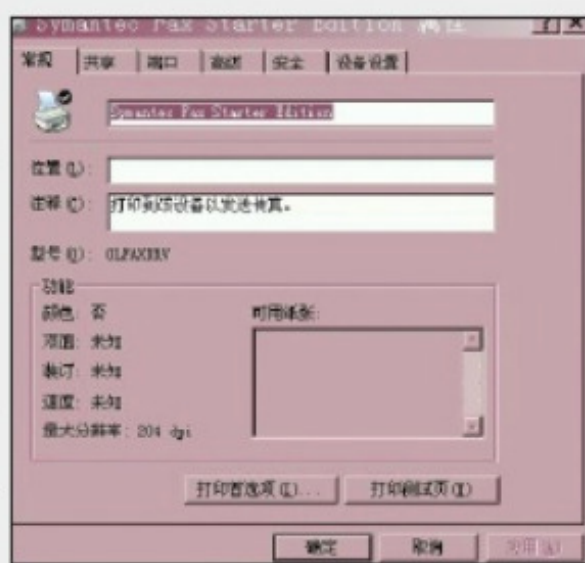 Symantec Fax Starter Edition 属性
常规 共享 端口 高级 安全 设备设置
Symantec Fax Starter Edition
位置(L):
注释(C): 打印到该设备以发送传真。
型号(O): OLFAXDRV
功能
颜色: 否 可用纸张:
双面: 未知
装订: 未知
速度: 未知
最大分辨率: 204 dpi
打印首选项(I)... 打印测试页(T)
确定 取消 应用(A)